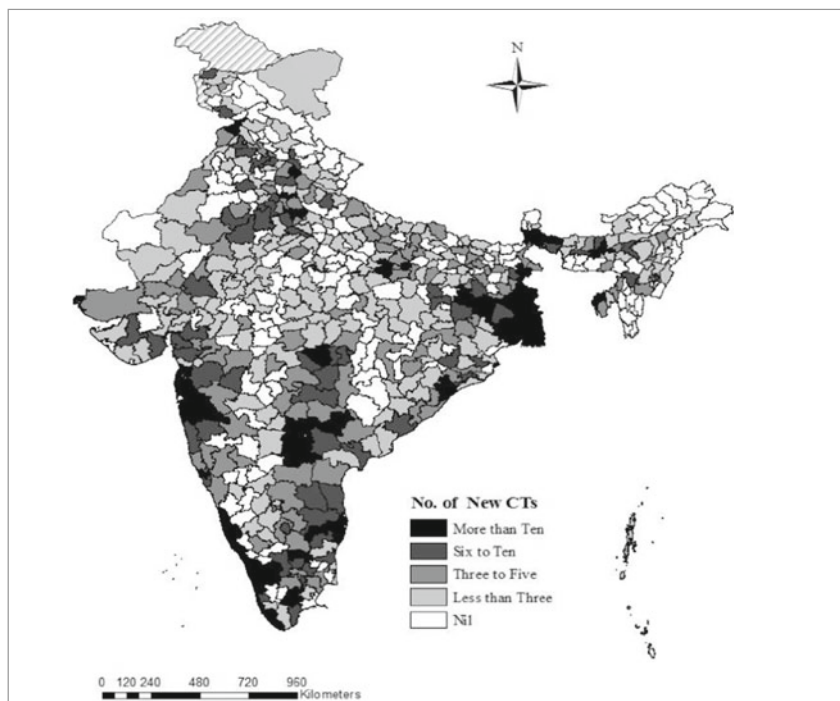 N
No. of New CTs
More than Ten
Six to Ten
Three to Five
Less than Three
Nil
0 120 240 480 720 960
Kilometers